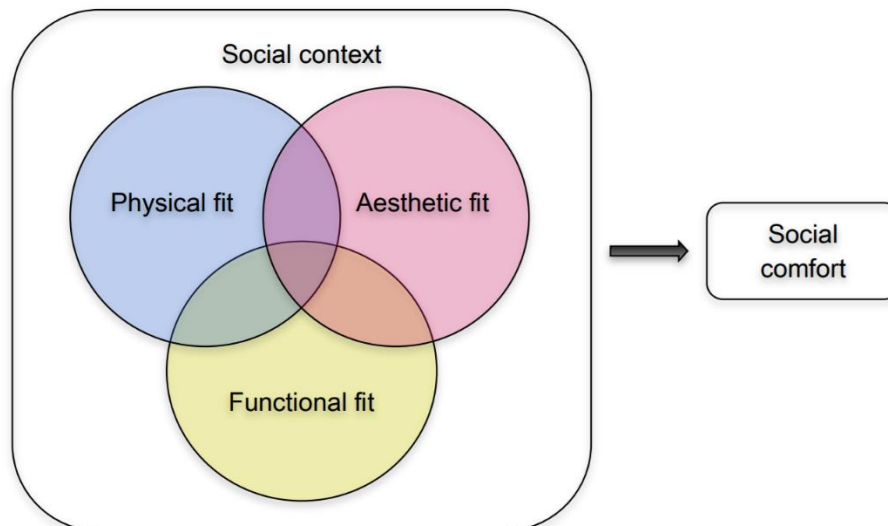 Social context
Physical fit
Aesthetic fit
Social
comfort
Functional fit